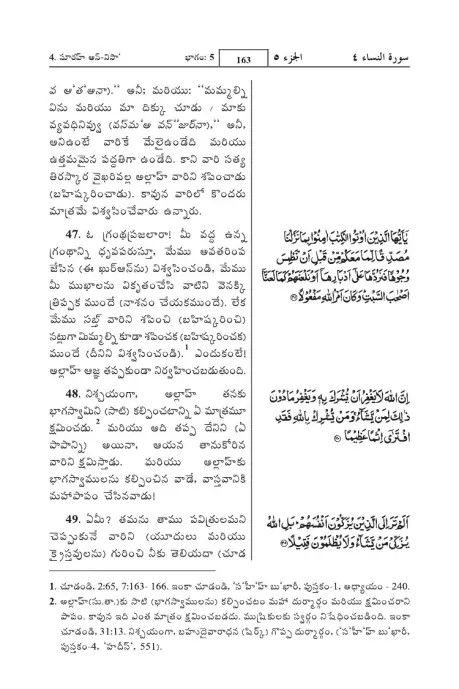 4. సూరహ్ అన్-నిసా'
భాగం: 5
163
الجزء ٥
سورة النساء ٤
వ ఆ'త'అనా).'' అనీ; మరియు: ''మమ్మల్ని
విను మరియు మా దిక్కు చూడు / మాకు
వ్యవధినివ్వు (వస్మ'అ వన్''జుర్నా),'' అనీ,
అనిఉంటే వారికే మేలైఉండేది మరియు
ఉత్తమమైన పద్ధతిగా ఉండేది. కాని వారి సత్య
తిరస్కార వైఖరివల్ల అల్లాహ్ వారిని శపించాడు
(బహిష్కరించాడు). కావున వారిలో కొందరు
మాత్రమే విశ్వసించేవారు ఉన్నారు.
47. ఓ గ్రంథప్రజలారా! మీ వద్ద ఉన్న
గ్రంథాన్ని ధృవపరుస్తూ, మేము అవతరింప
జేసిన (ఈ ఖుర్ఆన్ను) విశ్వసించండి, మేము
మీ ముఖాలను వికృతంచేసి వాటిని వెనక్కి
త్రిప్పక ముందే (నాశనం చేయకముందే). లేక
మేము సబ్త్ వారిని శపించి (బహిష్కరించి)
నట్లుగా మిమ్మల్ని కూడా శపించక (బహిష్కరించక)
ముందే (దీనిని విశ్వసించండి).1 ఎందుకంటే!
అల్లాహ్ ఆజ్ఞ తప్పకుండా నిర్వహించబడుతుంది.
يَٰٓأَيُّهَا ٱلَّذِينَ أُوتُوا۟ ٱلْكِتَٰبَ ءَامِنُوا۟ بِمَا نَزَّلْنَا
مُصَدِّقًا لِّمَا مَعَكُم مِّن قَبْلِ أَن نَّطْمِسَ
وُجُوهًا فَنَرُدَّهَا عَلَىٰٓ أَدْبَارِهَآ أَوْ نَلْعَنَهُمْ كَمَا لَعَنَّآ
أَصْحَٰبَ ٱلسَّبْتِ وَكَانَ أَمْرُ ٱللَّهِ مَفْعُولًا ٤٧
48. నిశ్చయంగా, అల్లాహ్ తనకు
భాగస్వామిని (సాటి) కల్పించటాన్ని ఏ మాత్రమూ
క్షమించడు. 2 మరియు అది తప్ప దేనిని (ఏ
పాపాన్ని) అయినా, ఆయన తానుకోరిన
వారిని క్షమిస్తాడు. మరియు అల్లాహ్కు
భాగస్వాములను కల్పించిన వాడే, వాస్తవానికి
మహాపాపం చేసినవాడు!
إِنَّ ٱللَّهَ لَا يَغْفِرُ أَن يُشْرَكَ بِهِۦ وَيَغْفِرُ مَا دُونَ
ذَٰلِكَ لِمَن يَشَآءُ وَمَن يُشْرِكْ بِٱللَّهِ فَقَدِ
ٱفْتَرَىٰٓ إِثْمًا عَظِيمًا ٤٨
49. ఏమీ? తమను తాము పవిత్రులమని
చెప్పుకునే వారిని (యూదులు మరియు
క్రైస్తవులను) గురించి నీకు తెలియదా (చూడ
أَلَمْ تَرَ إِلَى ٱلَّذِينَ يُزَكُّونَ أَنفُسَهُم بَلِ ٱللَّهُ
يُزَكِّى مَن يَشَآءُ وَلَا يُظْلَمُونَ فَتِيلًا ٤٩
1. చూడండి, 2:65, 7:163- 166. ఇంకా చూడండి, 'స'హీ'హ్ బు'ఖారీ, పుస్తకం-1, అధ్యాయం - 240.
2. అల్లాహ్(సు.తా.)కు సాటి (భాగస్వాములను) కల్పించటం మహా దుర్మార్గం మరియు క్షమించరాని
పాపం. కావున ఇది ఎంత మాత్రం క్షమించబడదు. ముష్రికులకు స్వర్గం నిషేధించబడింది. ఇంకా
చూడండి, 31:13. నిశ్చయంగా, బహుదైవారాధన (షిర్క్) గొప్ప దుర్మార్గం, ('స'హీ'హ్ బు'ఖారీ,
పుస్తకం-4, 'హదీస్', 551).